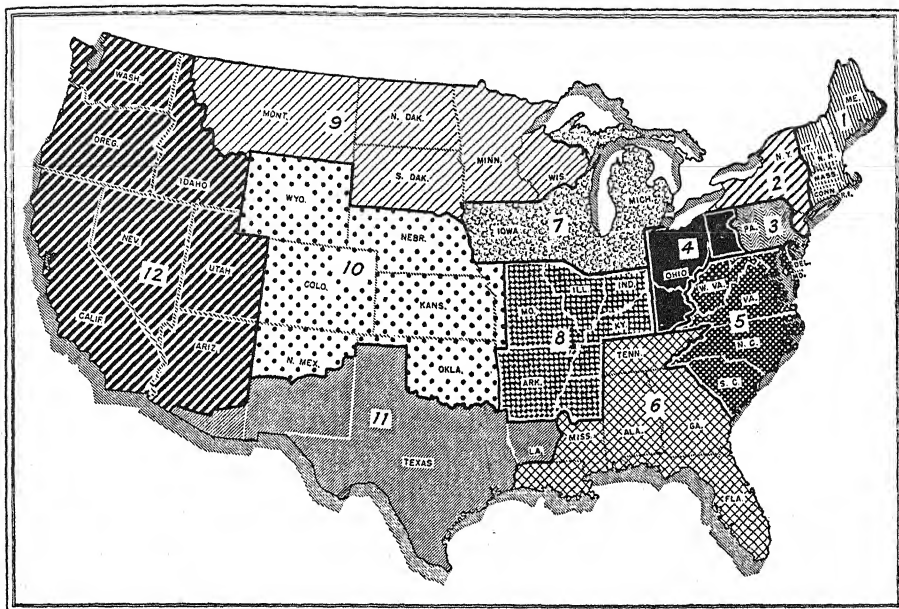 WASH.
MONT.
9
N. DAK.
MINN.
ME.
1
VT.
N. H.
N. Y.
MASS.
CONN
R.I.
2
OREG.
IDAHO
S. DAK.
WIS.
MICH.
PA.
3
WYO.
IOWA
7
4
OHIO
DEL.
MD.
NEV.
UTAH
NEBR.
10
COLO.
ILL
IND.
W. VA.
VA.
12
KANS.
MO.
KY.
5
CALIF.
ARIZ.
N. MEX.
OKLA.
8
ARK.
TENN.
N. C.
S. C.
6
11
TEXAS
LA.
MISS.
ALA.
GA.
FLA.